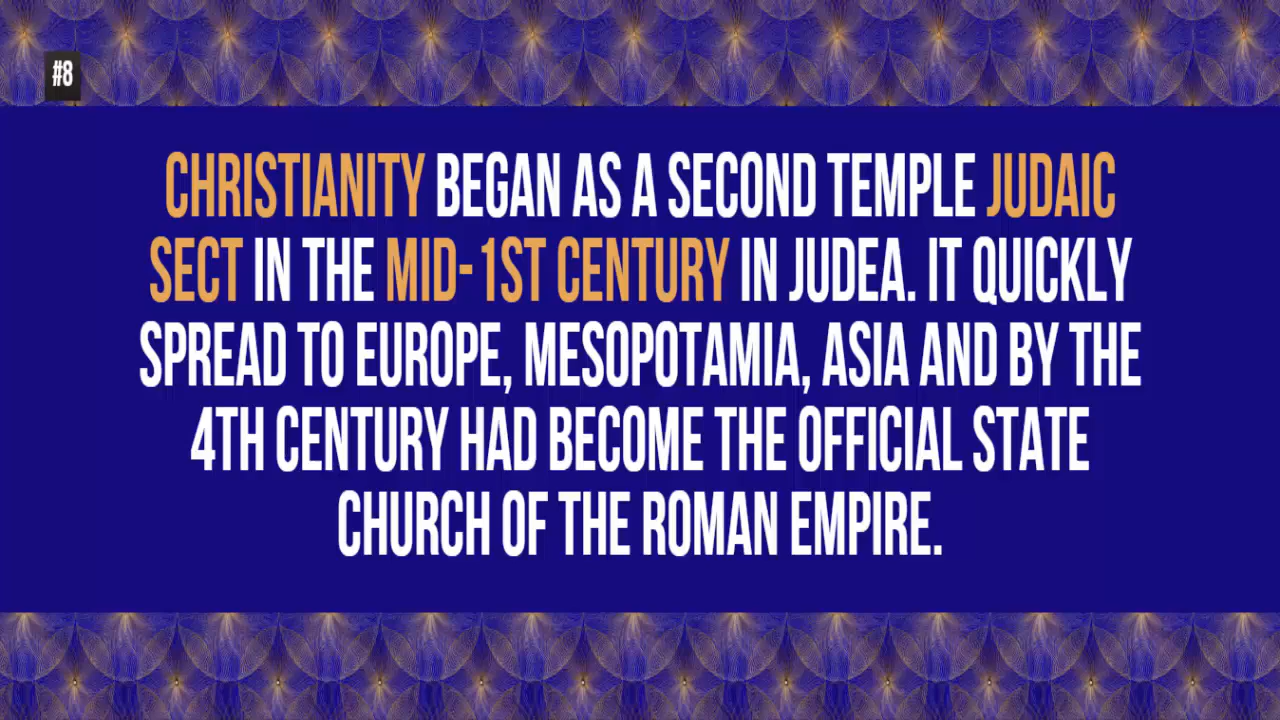 #8
CHRISTIANITY BEGAN AS A SECOND TEMPLE JUDAIC
SECT IN THE MID-1ST CENTURY IN JUDEA. IT QUICKLY
SPREAD TO EUROPE, MESOPOTAMIA, ASIA AND BY THE
4TH CENTURY HAD BECOME THE OFFICIAL STATE
CHURCH OF THE ROMAN EMPIRE.